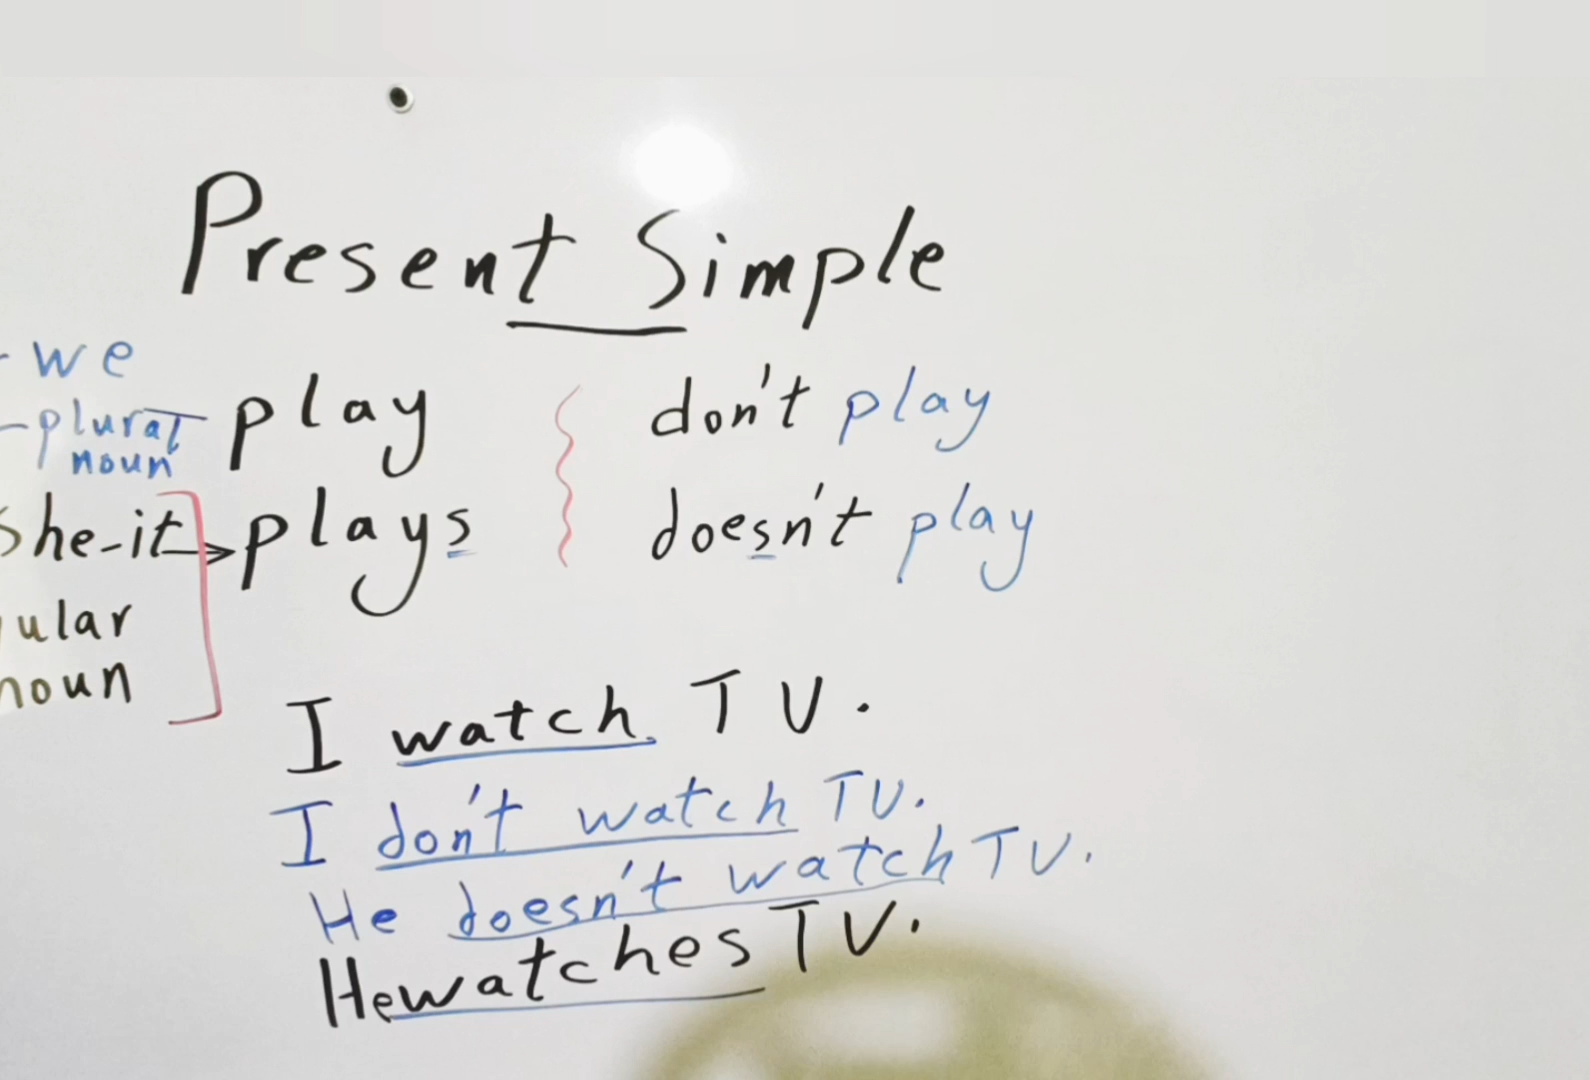 Present Simple
- we
- plural noun play don't play
she-it → plays doesn't play
ular
noun
I watch TV.
I don't watch TV.
He doesn't watch TV.
He watches TV.